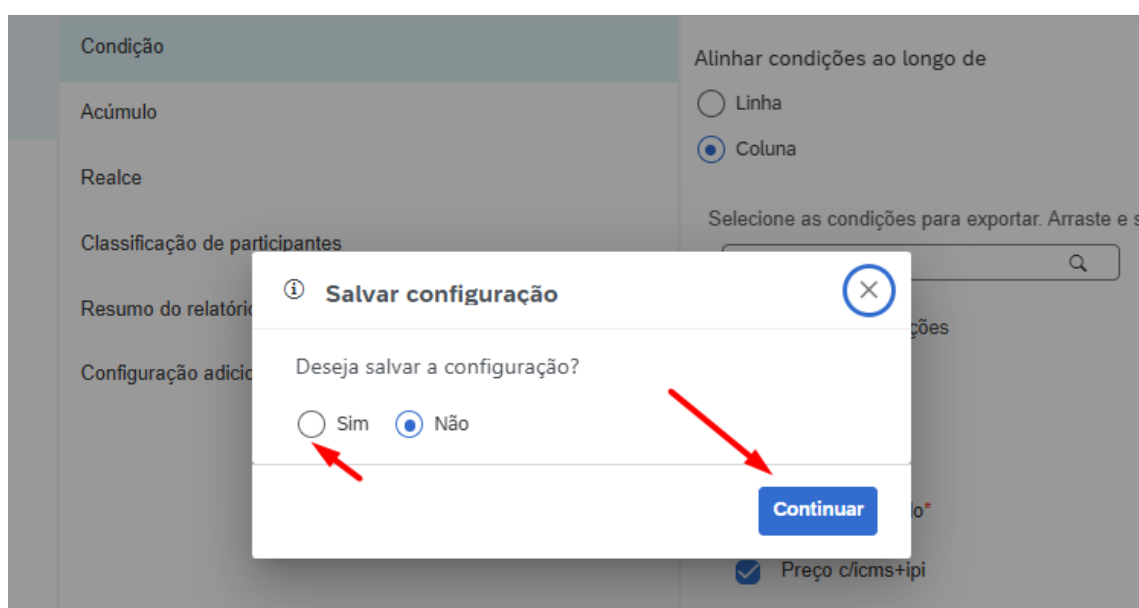 Condição
Acúmulo
Realce
Classificação de participantes
Resumo do relatório
Configuração adicio
Alinhar condições ao longo de
Linha
Coluna
Selecione as condições para exportar. Arraste e s
ções
Salvar configuração
Deseja salvar a configuração?
Sim Não
Continuar
o*
Preço c/icms+ipi